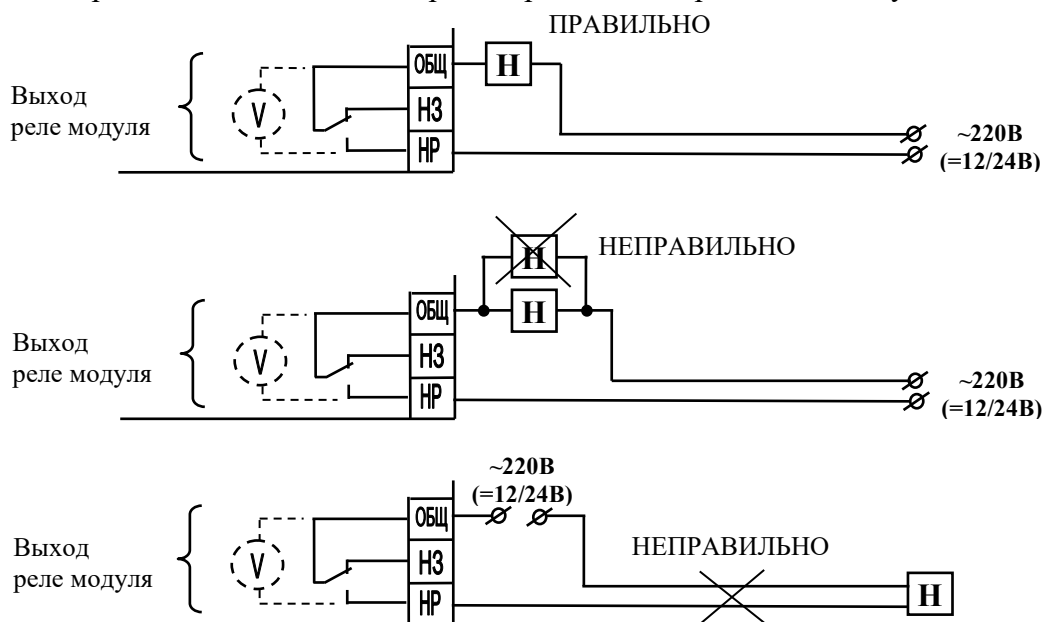 ПРАВИЛЬНО
Выход
реле модуля
V
ОБЩ
НЗ
НР
Н
~220В
(=12/24В)
НЕПРАВИЛЬНО
Н
Выход
реле модуля
V
ОБЩ
НЗ
НР
Н
~220В
(=12/24В)
~220В
(=12/24В)
НЕПРАВИЛЬНО
Выход
реле модуля
V
ОБЩ
НЗ
НР
Н